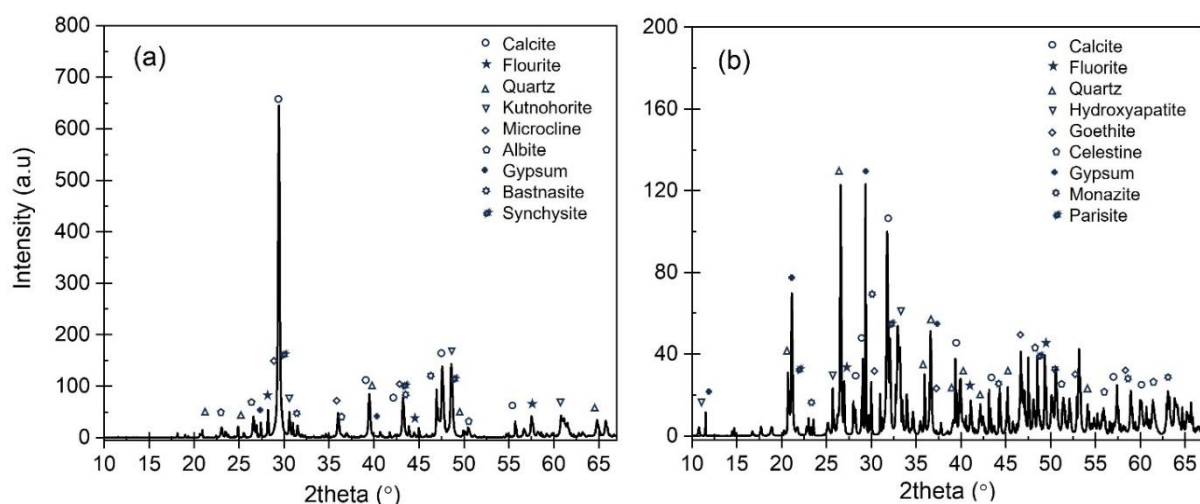 (a)
Intensity (a.u)
800
700
600
500
400
300
200
100
0
Calcite
Flourite
Quartz
Kutnohorite
Microcline
Albite
Gypsum
Bastnasite
Synchysite
10 15 20 25 30 35 40 45 50 55 60 65
2theta (°)
(b)
200
160
120
80
40
0
Calcite
Fluorite
Quartz
Hydroxyapatite
Goethite
Celestine
Gypsum
Monazite
Parisite
10 15 20 25 30 35 40 45 50 55 60 65
2theta (°)